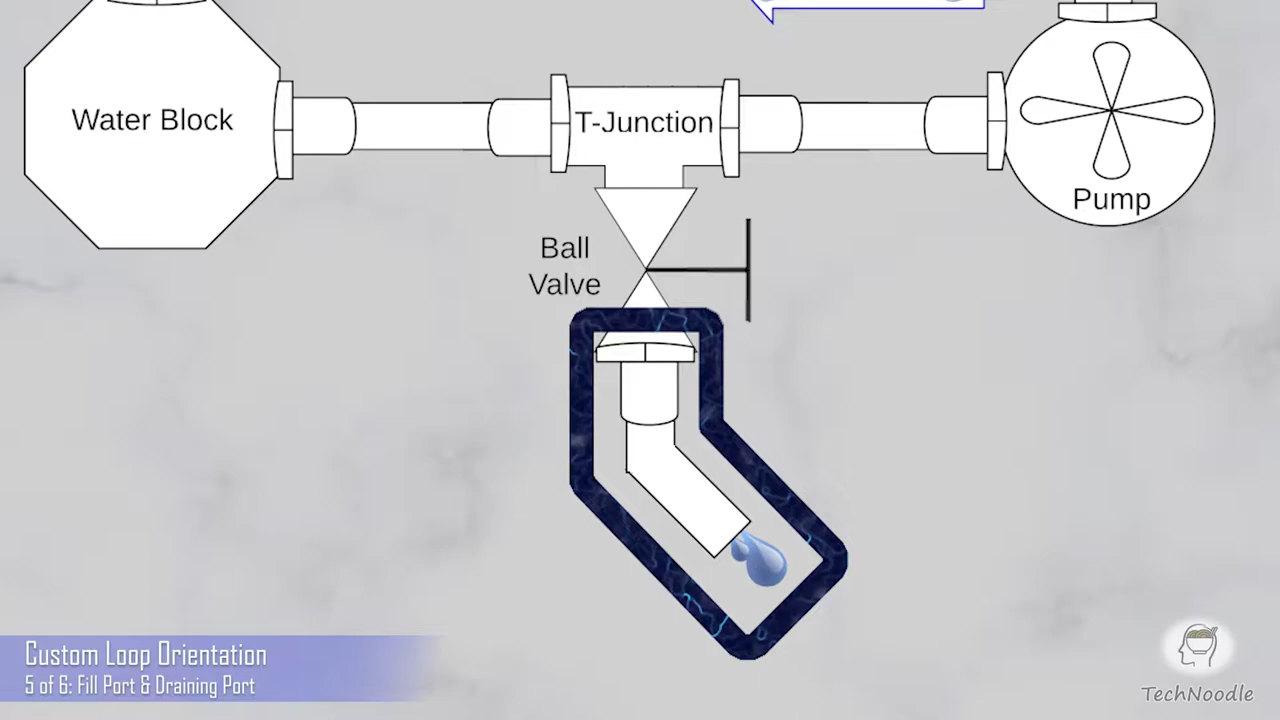 Water Block
T-Junction
Pump
Ball
Valve
Custom Loop Orientation
5 of 6: Fill Port & Draining Port
TechNoodle